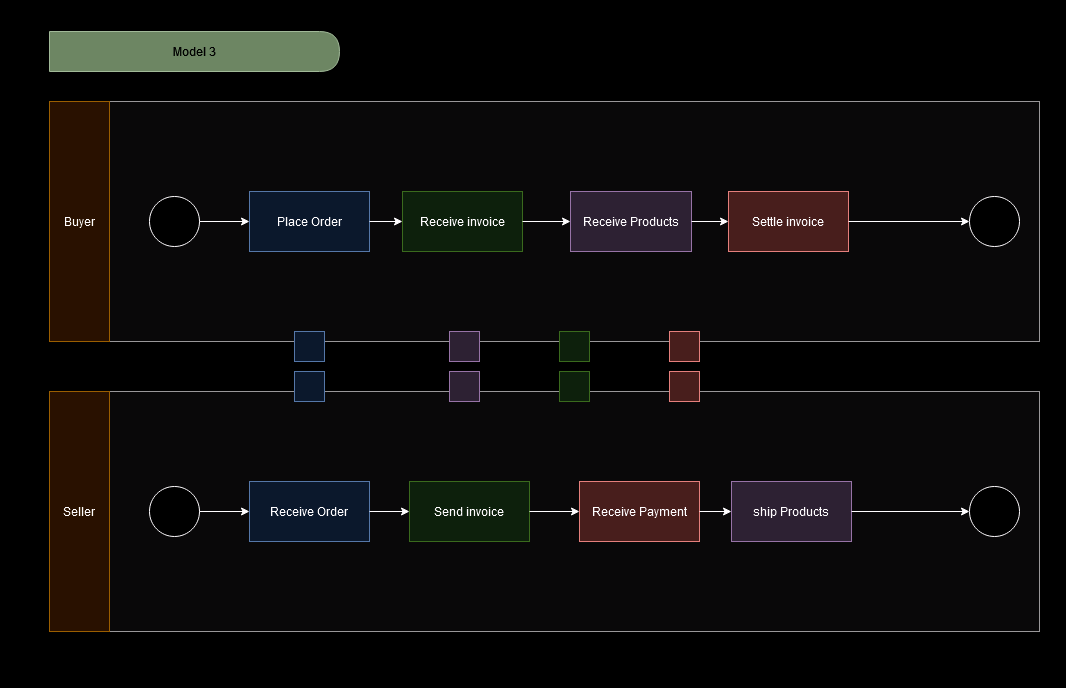 Model 3
Buyer
Place Order
Receive invoice
Receive Products
Settle invoice
Seller
Receive Order
Send invoice
Receive Payment
ship Products